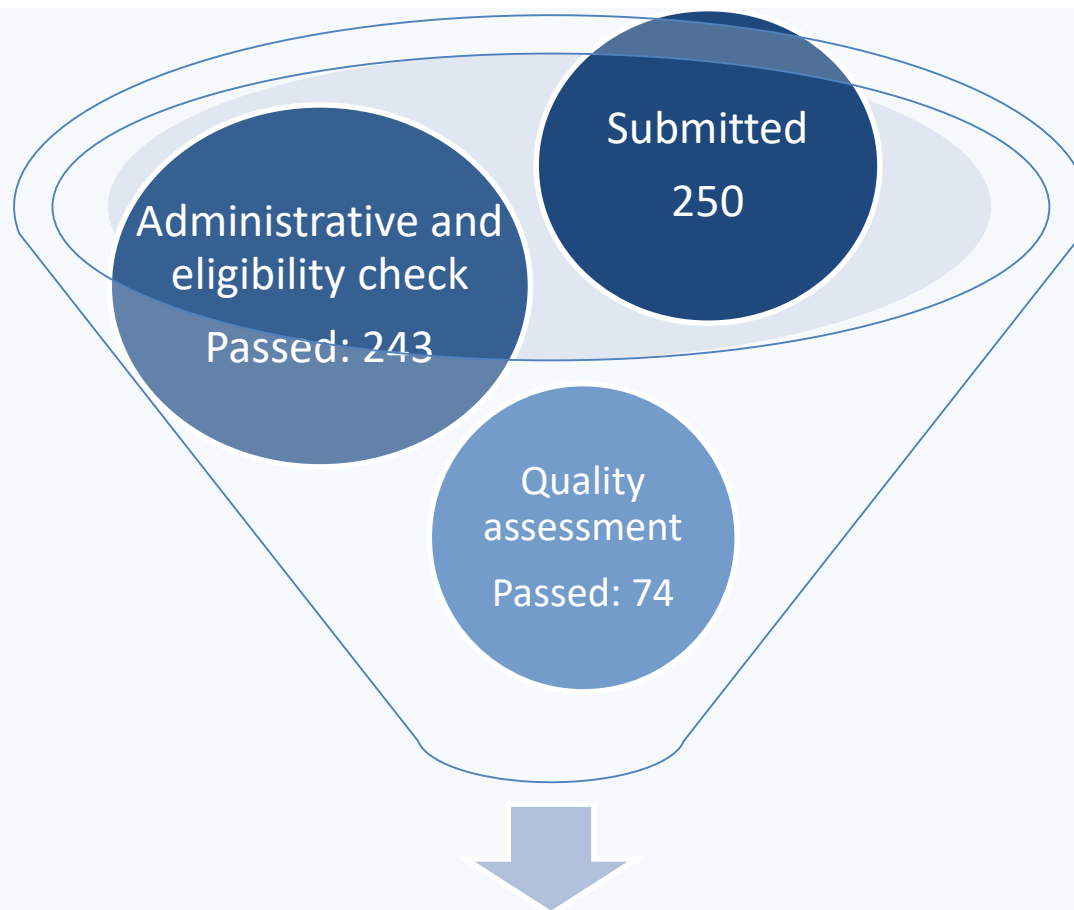 Submitted
250
Administrative and
eligibility check
Passed: 243
Quality
assessment
Passed: 74